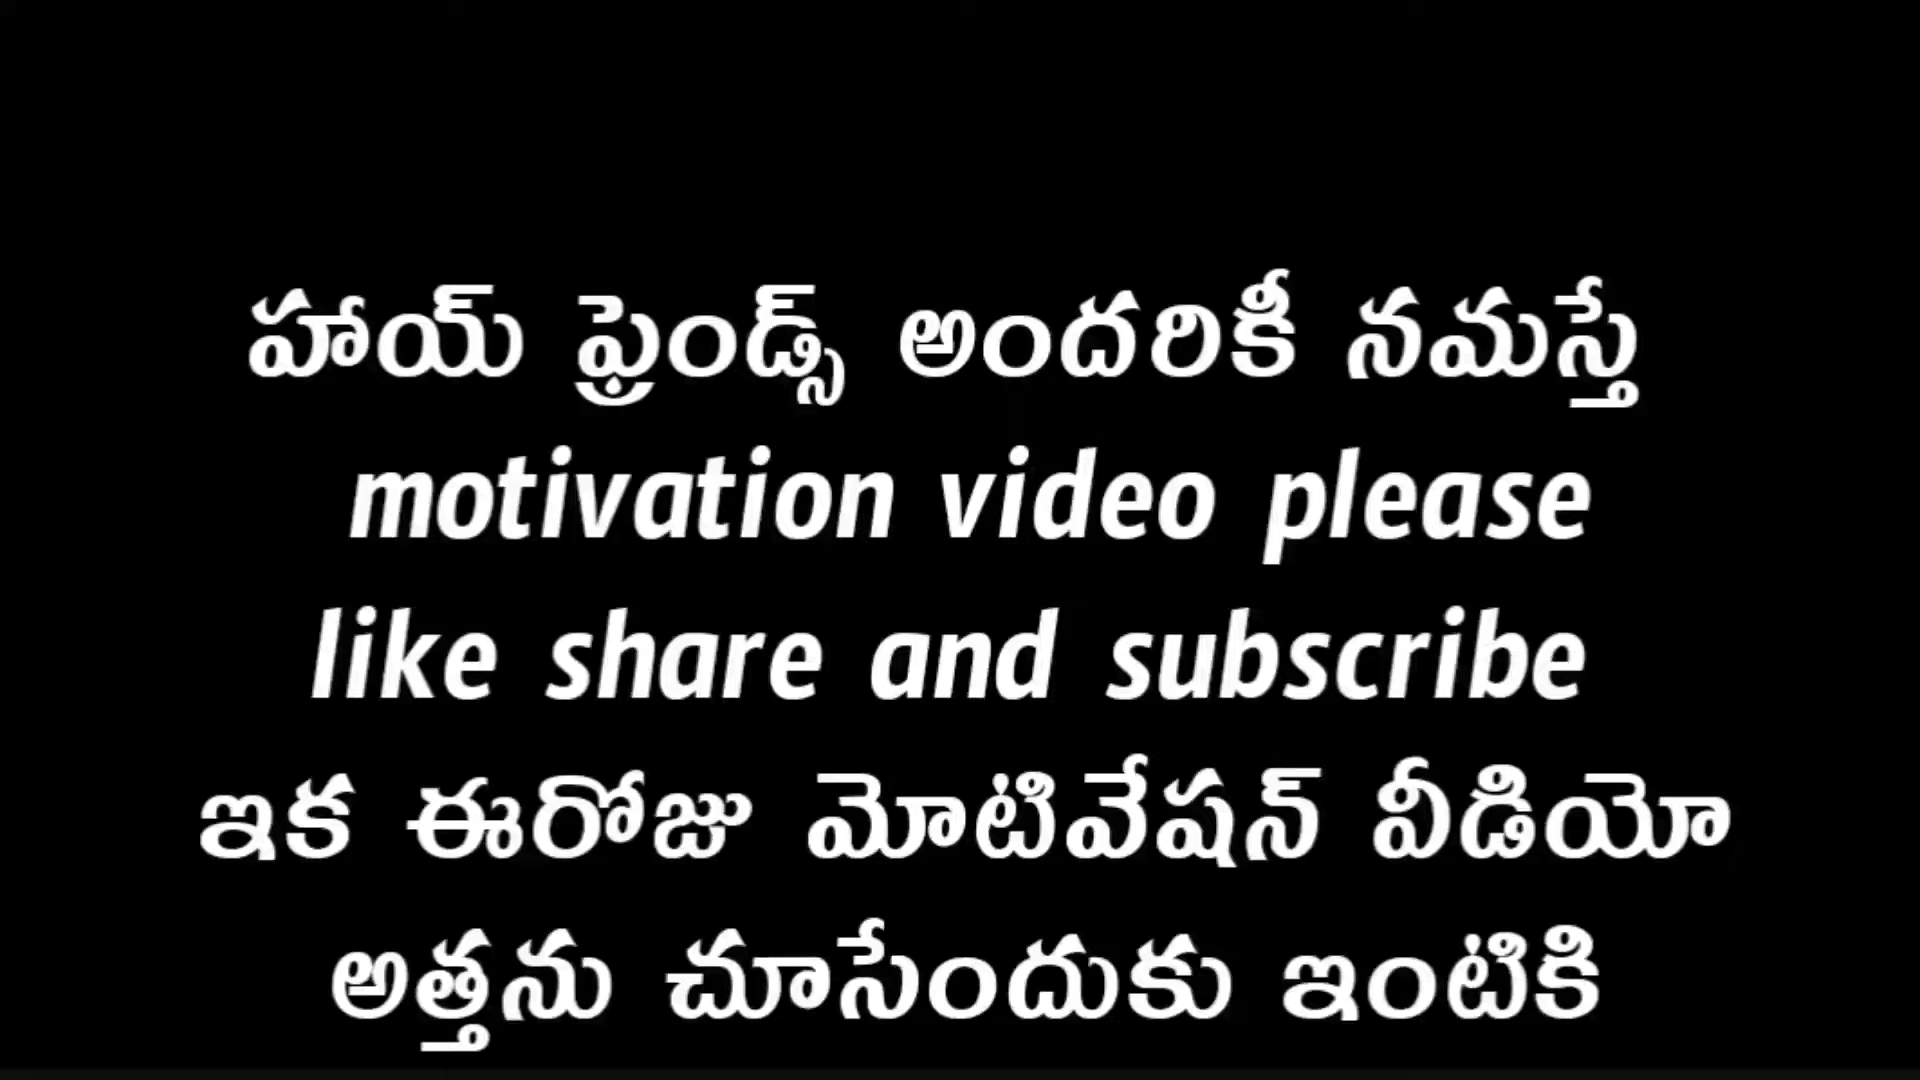 హాయ్ ఫ్రెండ్స్ అందరికీ నమస్తే
motivation video please
like share and subscribe
ఇక ఈరోజు మోటివేషన్ వీడియో
అత్తను చూసేందుకు ఇంటికి